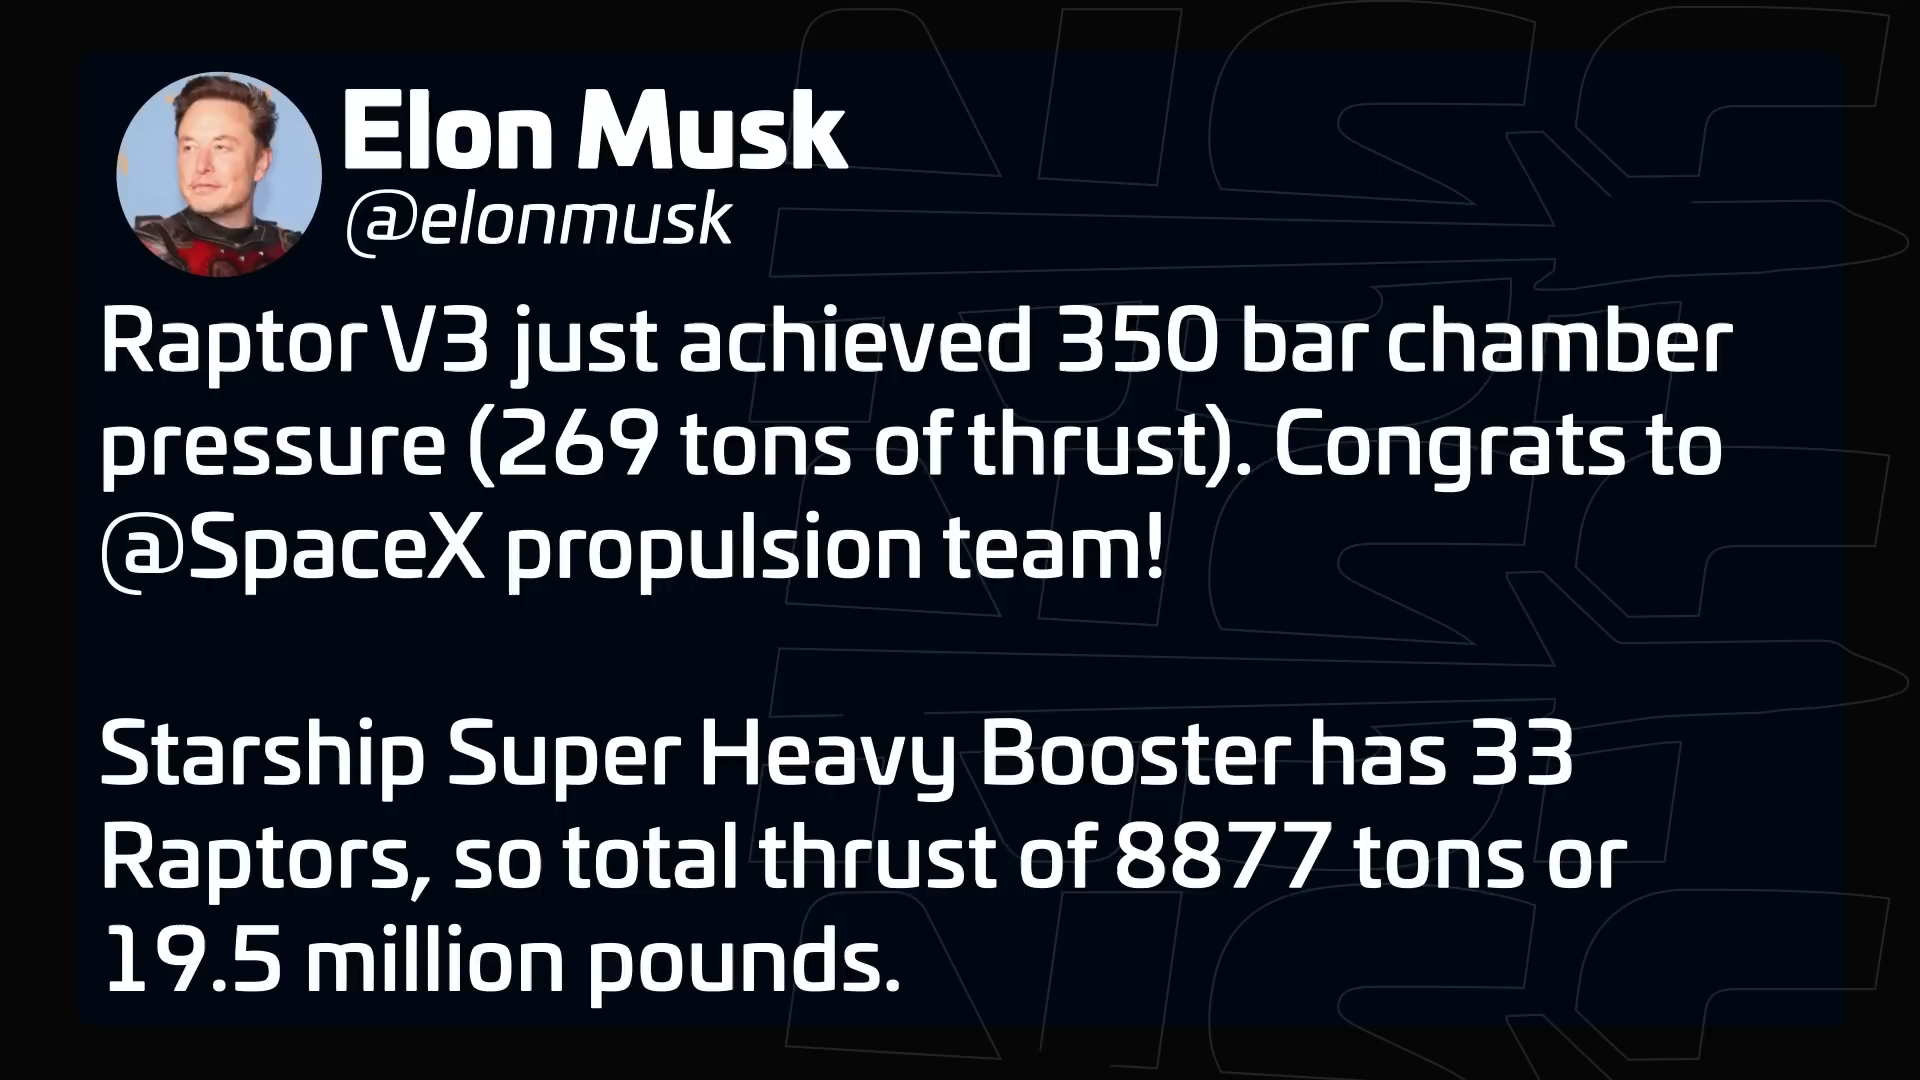 Elon Musk
@elonmusk
Raptor V3 just achieved 350 bar chamber
pressure (269 tons of thrust). Congrats to
@SpaceX propulsion team!
Starship Super Heavy Booster has 33
Raptors, so total thrust of 8877 tons or
19.5 million pounds.